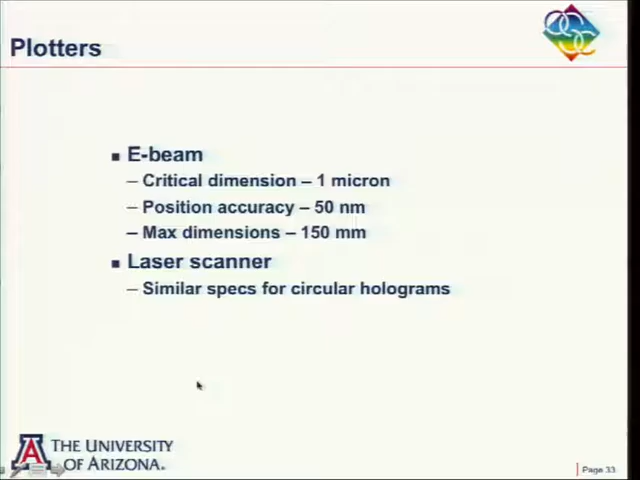 Plotters
E-beam
– Critical dimension – 1 micron
– Position accuracy – 50 nm
– Max dimensions – 150 mm
Laser scanner
– Similar specs for circular holograms
A
THE UNIVERSITY
OF ARIZONA.
Page 33